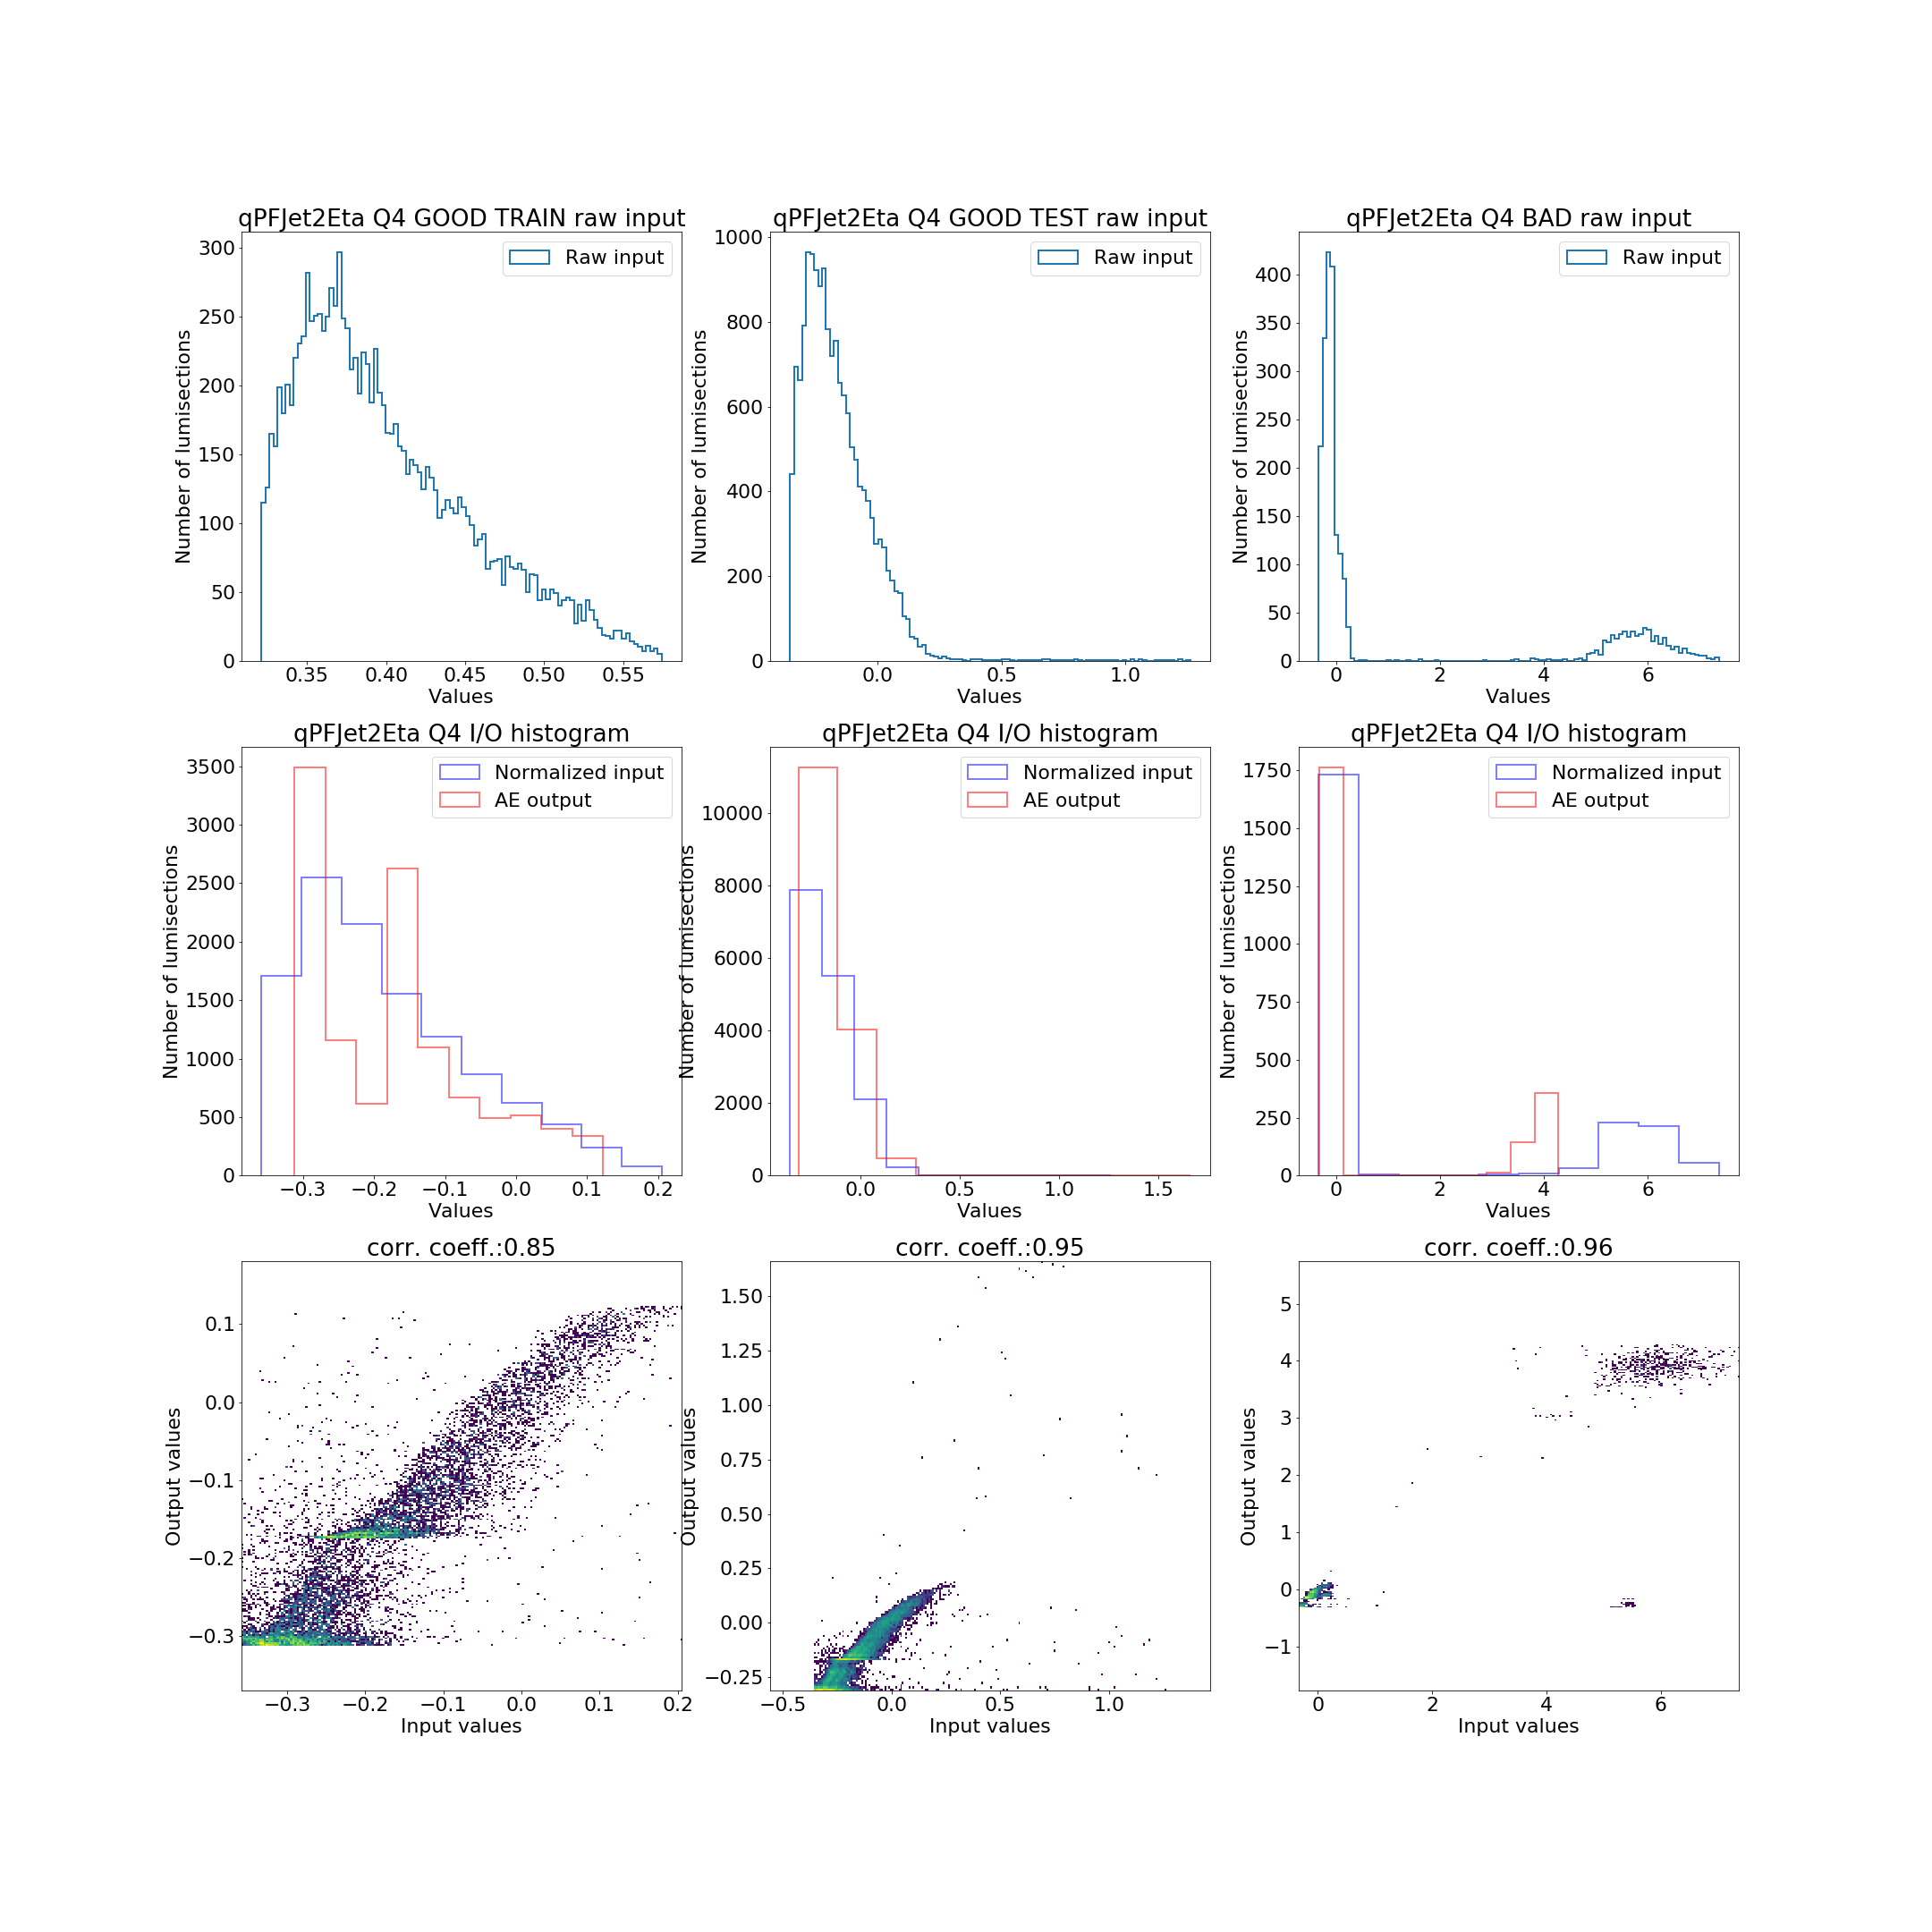 qPFJet2Eta Q4 GOOD TRAIN raw input
Raw input
300
250
200
150
100
50
0
Number of lumisections
0.35 0.40 0.45 0.50 0.55
Values
qPFJet2Eta Q4 GOOD TEST raw input
Raw input
1000
800
600
400
200
0
Number of lumisections
0.0 0.5 1.0
Values
qPFJet2Eta Q4 BAD raw input
Raw input
400
350
300
250
200
150
100
50
0
Number of lumisections
0 2 4 6
Values
qPFJet2Eta Q4 I/O histogram
Normalized input
AE output
3500
3000
2500
2000
1500
1000
500
0
Number of lumisections
−0.3 −0.2 −0.1 0.0 0.1 0.2
Values
qPFJet2Eta Q4 I/O histogram
Normalized input
AE output
10000
8000
6000
4000
2000
0
Number of lumisections
0.0 0.5 1.0 1.5
Values
qPFJet2Eta Q4 I/O histogram
Normalized input
AE output
1750
1500
1250
1000
750
500
250
0
Number of lumisections
0 2 4 6
Values
corr. coeff.:0.85
0.1
0.0
−0.1
−0.2
−0.3
Output values
−0.3 −0.2 −0.1 0.0 0.1 0.2
Input values
corr. coeff.:0.95
1.50
1.25
1.00
0.75
0.50
0.25
0.00
−0.25
Output values
−0.5 0.0 0.5 1.0
Input values
corr. coeff.:0.96
5
4
3
2
1
0
−1
Output values
0 2 4 6
Input values